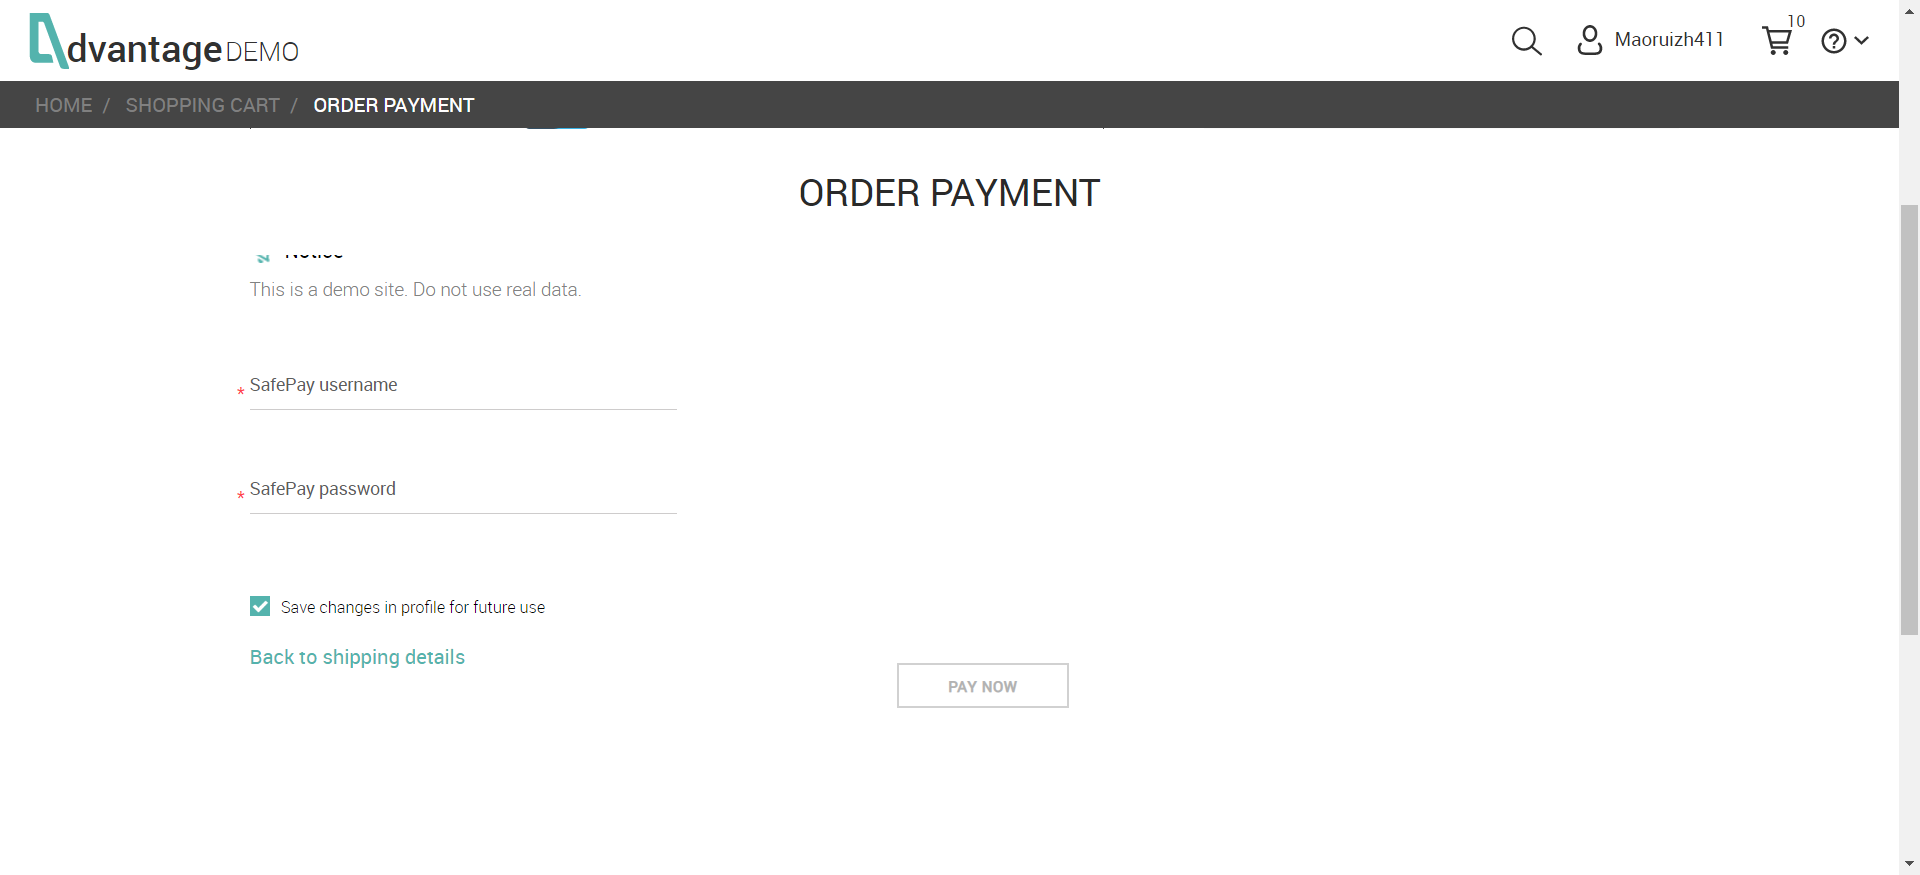 dvantage DEMO
Maoruizh411
10
HOME / SHOPPING CART / ORDER PAYMENT
ORDER PAYMENT
Notice
This is a demo site. Do not use real data.
* SafePay username
* SafePay password
Save changes in profile for future use
Back to shipping details
PAY NOW